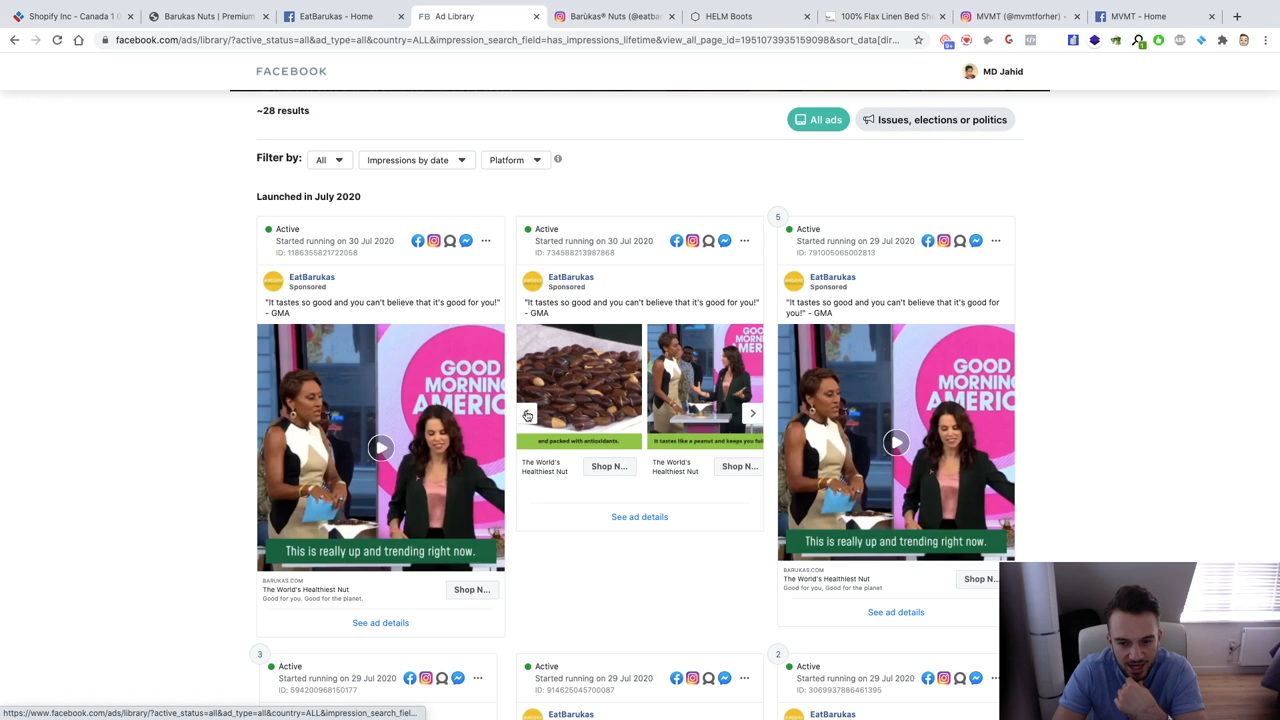 Shopify Inc - Canada 1 0
Barukas Nuts | Premium
EatBarukas - Home
Ad Library
Barùkas® Nuts (@eatbar
HELM Boots
100% Flax Linen Bed She
MVMT (@mvmtforher) •
MVMT - Home
facebook.com/ads/library/?active_status=all&ad_type=all&country=ALL&impression_search_field=has_impressions_lifetime&view_all_page_id=1951073935159098&sort_data[dir...
FACEBOOK
MD Jahid
~28 results
All ads
Issues, elections or politics
Filter by:
All
Impressions by date
Platform
Launched in July 2020
5
Active
Started running on 30 Jul 2020
ID: 1186355821722058
Active
Started running on 30 Jul 2020
ID: 734588213987868
Active
Started running on 29 Jul 2020
ID: 791005065002813
EatBarukas
Sponsored
EatBarukas
Sponsored
EatBarukas
Sponsored
"It tastes so good and you can't believe that it's good for you!"
- GMA
"It tastes so good and you can't believe that it's good for you!"
- GMA
"It tastes so good and you can't believe that it's good for
you!" - GMA
GOOD
MORNING
AMERIC
This is really up and trending right now.
and packed with antioxidants.
It tastes like a peanut and keeps you ful
GOOD
MORNING
AMERIC
This is really up and trending right now.
The World's
Healthiest Nut
Shop N...
The World's
Healthiest Nut
Shop N...
See ad details
BARUKAS.COM
The World's Healthiest Nut
Good for you. Good for the planet.
Shop N...
See ad details
BARUKAS.COM
The World's Healthiest Nut
Good for you, Good for the planet
Shop N...
See ad details
3
Active
Started running on 29 Jul 2020
ID: 594200968150177
Active
Started running on 29 Jul 2020
ID: 914625045700087
2
Active
Started running on 29 Jul 2020
ID: 3069937886461395
EatBarukas
EatBarukas
https://www.facebook.com/ads/library/?active_status=all&ad_type=all&country=ALL&impression_search_fiel...